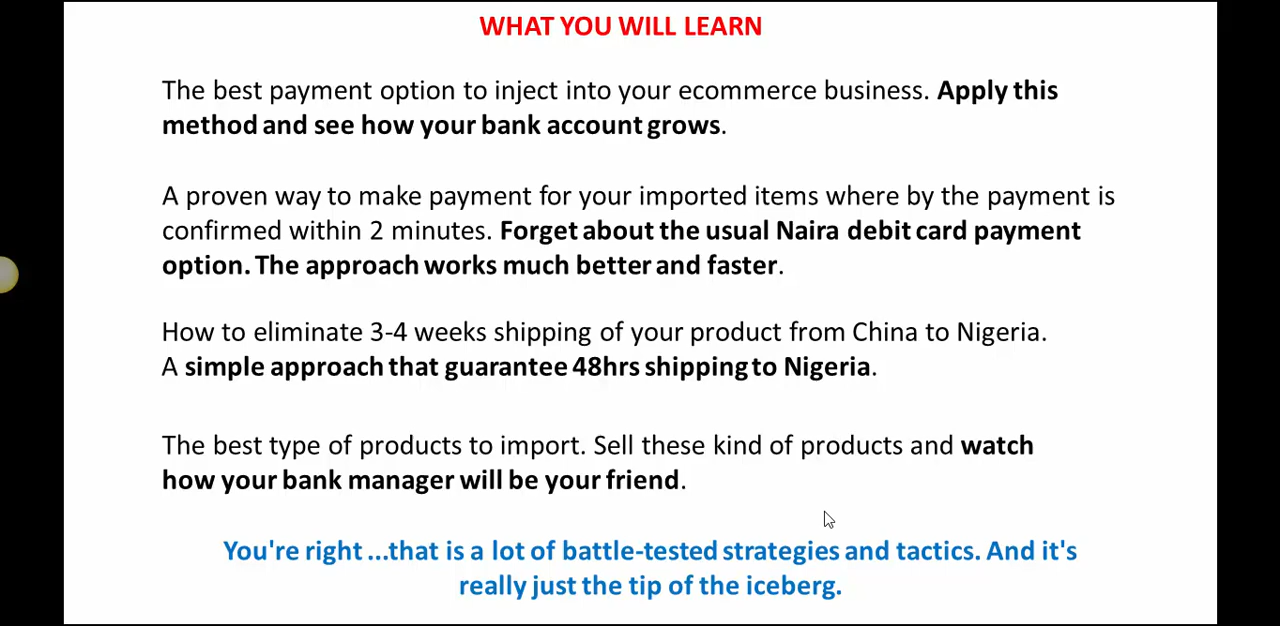 WHAT YOU WILL LEARN
The best payment option to inject into your ecommerce business. Apply this
method and see how your bank account grows.
A proven way to make payment for your imported items where by the payment is
confirmed within 2 minutes. Forget about the usual Naira debit card payment
option. The approach works much better and faster.
How to eliminate 3-4 weeks shipping of your product from China to Nigeria.
A simple approach that guarantee 48hrs shipping to Nigeria.
The best type of products to import. Sell these kind of products and watch
how your bank manager will be your friend.
You're right ...that is a lot of battle-tested strategies and tactics. And it's
really just the tip of the iceberg.